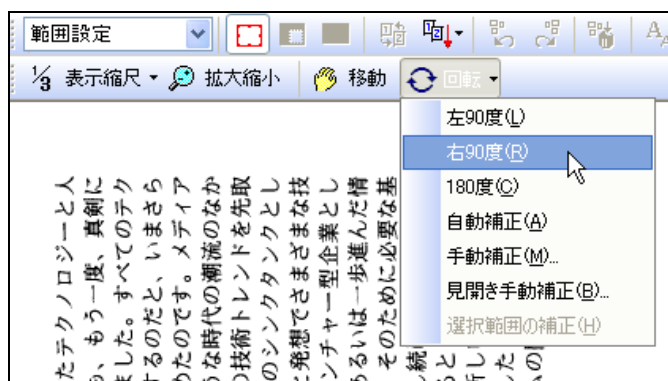 範囲設定
1/3 表示縮尺 拡大縮小 移動 回転
左90度(L)
右90度(R)
180度(C)
自動補正(A)
手動補正(M)...
見開き手動補正(B)...
選択範囲の補正(H)
たテクノロジーと人
、もう一度、真剣に
ました。すべてのテク
するのだと、いまさら
めたのです。メディア
うな時代の潮流のなか
の技術トレンドを先取
のシンクタンクとし
発想でさまざまな技
ンチャー型企業とし
あるいは一歩進んだ情
そのために必要な基
し続